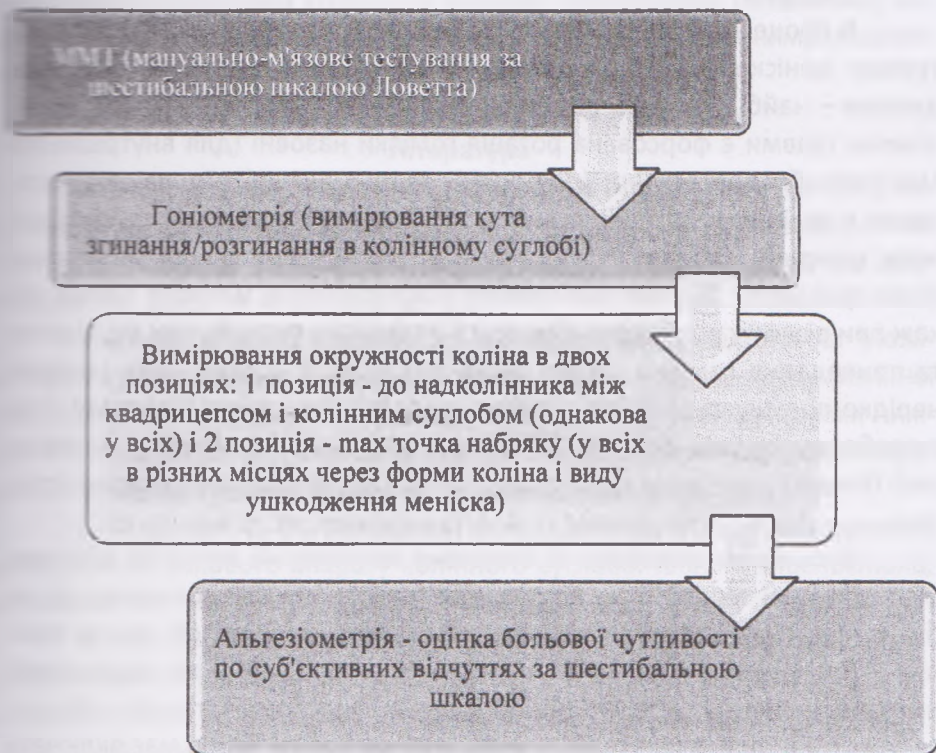 ММТ (мануально-м'язове тестування за
шестибальною шкалою Ловетта)
Гоніометрія (вимірювання кута
згинання/розгинання в колінному суглобі)
Вимірювання окружності коліна в двох
позиціях: 1 позиція - до надколінника між
квадрицепсом і колінним суглобом (однакова
у всіх) і 2 позиція - max точка набряку (у всіх
в різних місцях через форми коліна і виду
ушкодження меніска)
Альгезіометрія - оцінка больової чутливості
по суб'єктивних відчуттях за шестибальною
шкалою